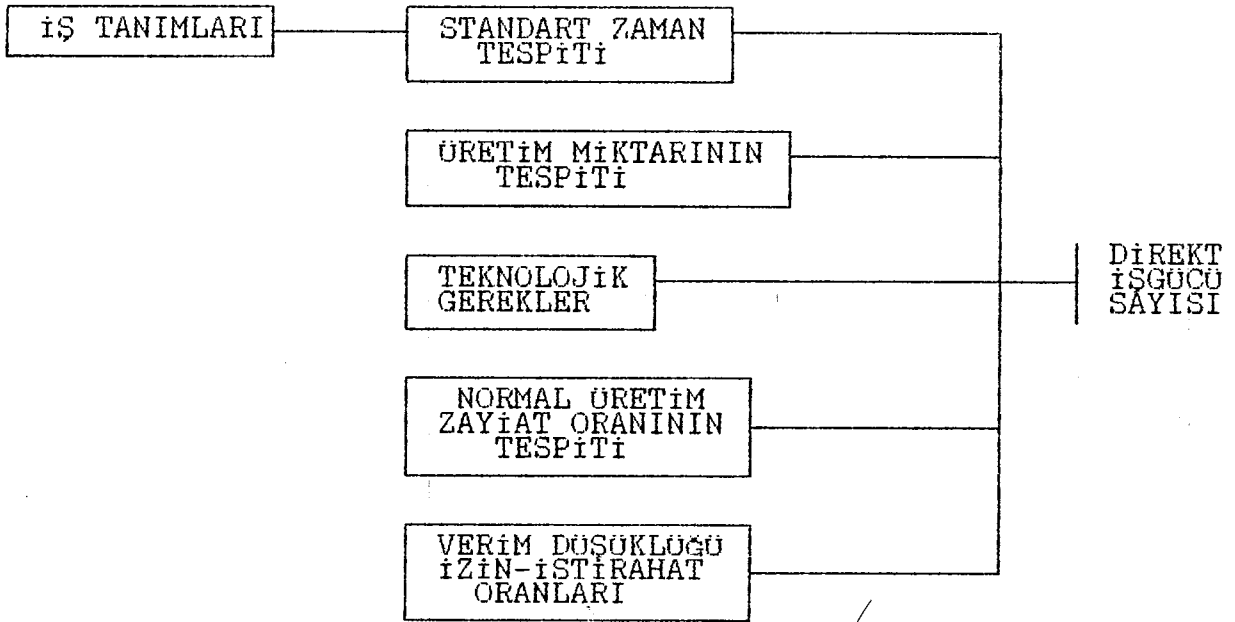 İŞ TANIMLARI
STANDART ZAMAN
TESPİTİ
ÜRETİM MİKTARININ
TESPİTİ
TEKNOLOJİK
GEREKLER
DİREKT
İŞGÜCÜ
SAYISI
NORMAL ÜRETİM
ZAYİAT ORANININ
TESPİTİ
VERİM DÜŞÜKLÜĞÜ
İZİN-İSTİRAHAT
ORANLARI